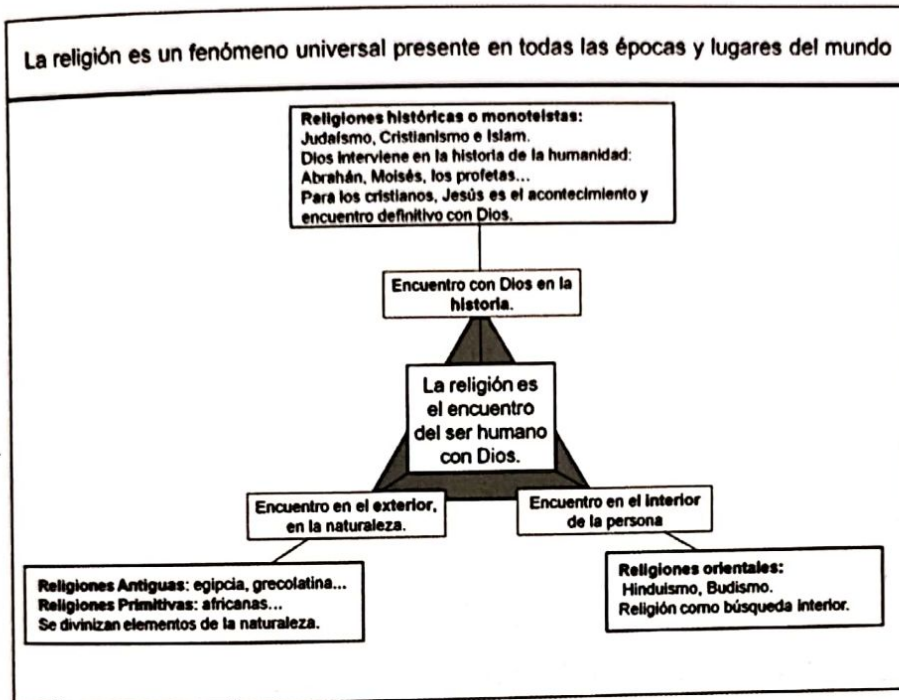 La religión es un fenómeno universal presente en todas las épocas y lugares del mundo
Religiones históricas o monoteistas:
Judaísmo, Cristianismo e Islam.
Dios interviene en la historia de la humanidad:
Abrahán, Moisés, los profetas...
Para los cristianos, Jesús es el acontecimiento y
encuentro definitivo con Dios.
Encuentro con Dios en la
historia.
La religión es
el encuentro
del ser humano
con Dios.
Encuentro en el exterior,
en la naturaleza.
Encuentro en el interior
de la persona
Religiones Antiguas: egipcia, grecolatina...
Religiones Primitivas: africanas...
Se divinizan elementos de la naturaleza.
Religiones orientales:
Hinduismo, Budismo.
Religión como búsqueda interior.